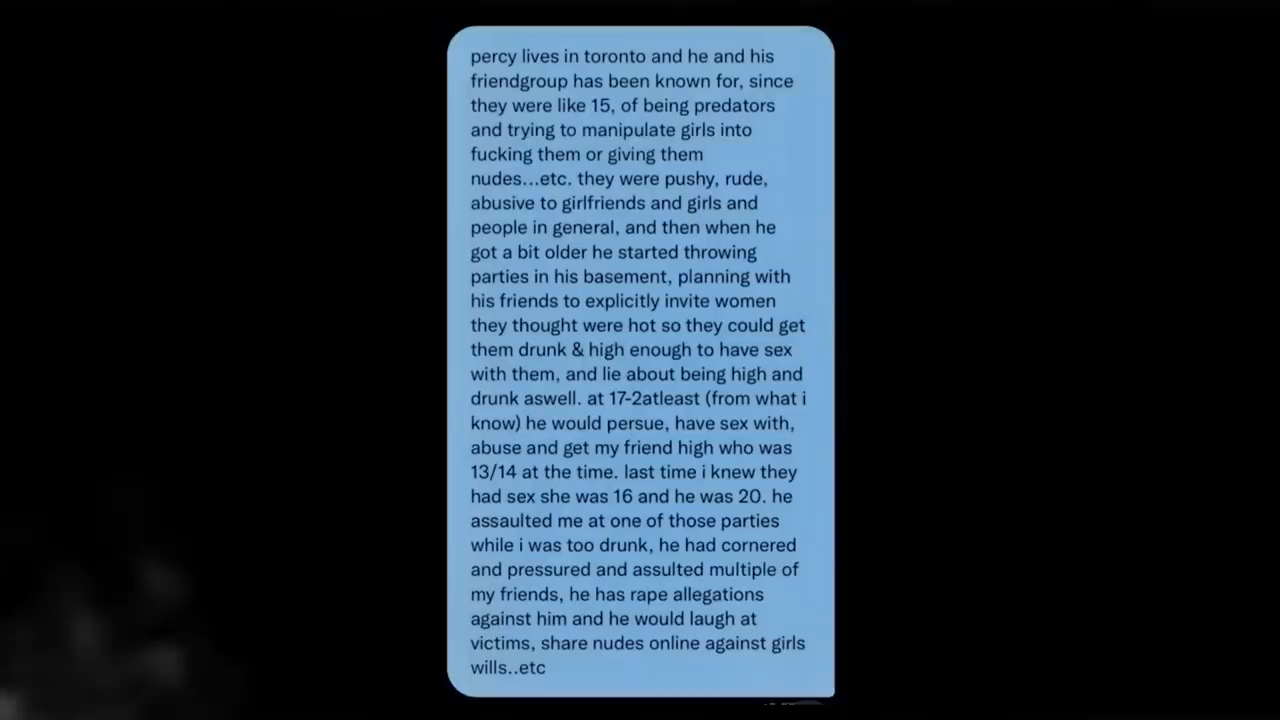 percy lives in toronto and he and his
friendgroup has been known for, since
they were like 15, of being predators
and trying to manipulate girls into
fucking them or giving them
nudes...etc. they were pushy, rude,
abusive to girlfriends and girls and
people in general, and then when he
got a bit older he started throwing
parties in his basement, planning with
his friends to explicitly invite women
they thought were hot so they could get
them drunk & high enough to have sex
with them, and lie about being high and
drunk aswell. at 17-2atleast (from what i
know) he would persue, have sex with,
abuse and get my friend high who was
13/14 at the time. last time i knew they
had sex she was 16 and he was 20. he
assaulted me at one of those parties
while i was too drunk, he had cornered
and pressured and assulted multiple of
my friends, he has rape allegations
against him and he would laugh at
victims, share nudes online against girls
wills..etc